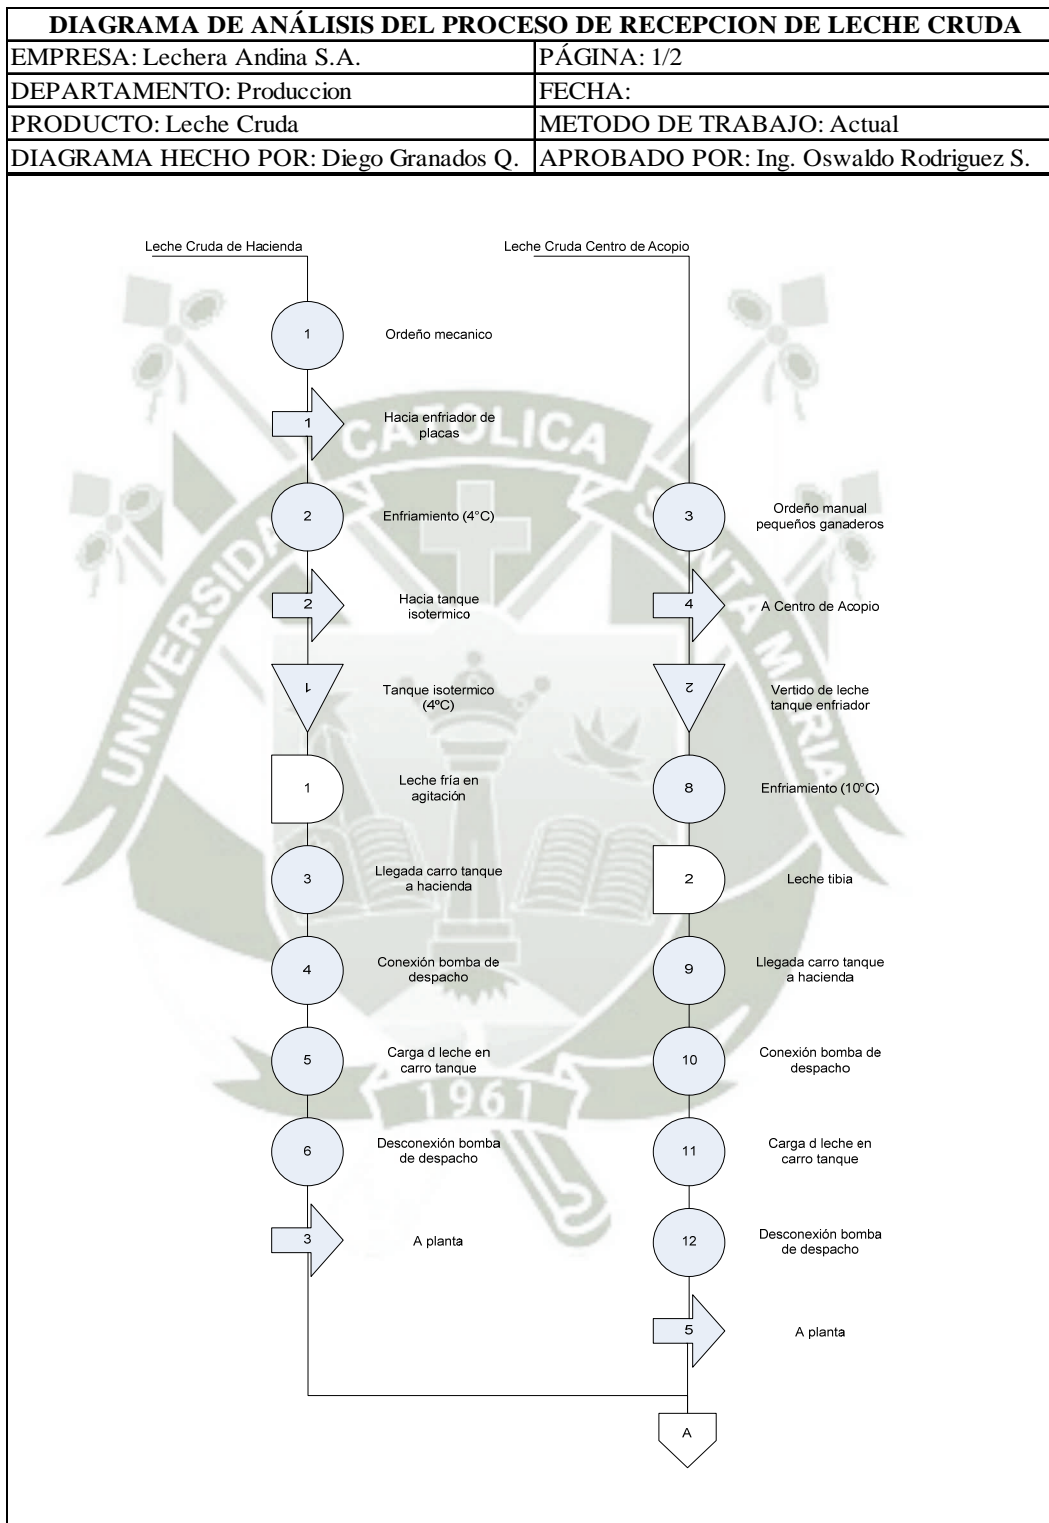 DIAGRAMA DE ANÁLISIS DEL PROCESO DE RECEPCION DE LECHE CRUDA
EMPRESA: Lechera Andina S.A.
PÁGINA: 1/2
DEPARTAMENTO: Produccion
FECHA:
PRODUCTO: Leche Cruda
METODO DE TRABAJO: Actual
DIAGRAMA HECHO POR: Diego Granados Q.
APROBADO POR: Ing. Oswaldo Rodriguez S.
Leche Cruda de Hacienda
1
Ordeño mecanico
1
Hacia enfriador de
placas
2
Enfriamiento (4°C)
2
Hacia tanque
isotermico
1
Tanque isotermico
(4ºC)
1
Leche fría en
agitación
3
Llegada carro tanque
a hacienda
4
Conexión bomba de
despacho
5
Carga d leche en
carro tanque
6
Desconexión bomba
de despacho
3
A planta
Leche Cruda Centro de Acopio
3
Ordeño manual
pequeños ganaderos
4
A Centro de Acopio
2
Vertido de leche
tanque enfriador
8
Enfriamiento (10°C)
2
Leche tibia
9
Llegada carro tanque
a hacienda
10
Conexión bomba de
despacho
11
Carga d leche en
carro tanque
12
Desconexión bomba
de despacho
5
A planta
A
UNIVERSIDAD
CATOLICA
SANTA MARIA
1961